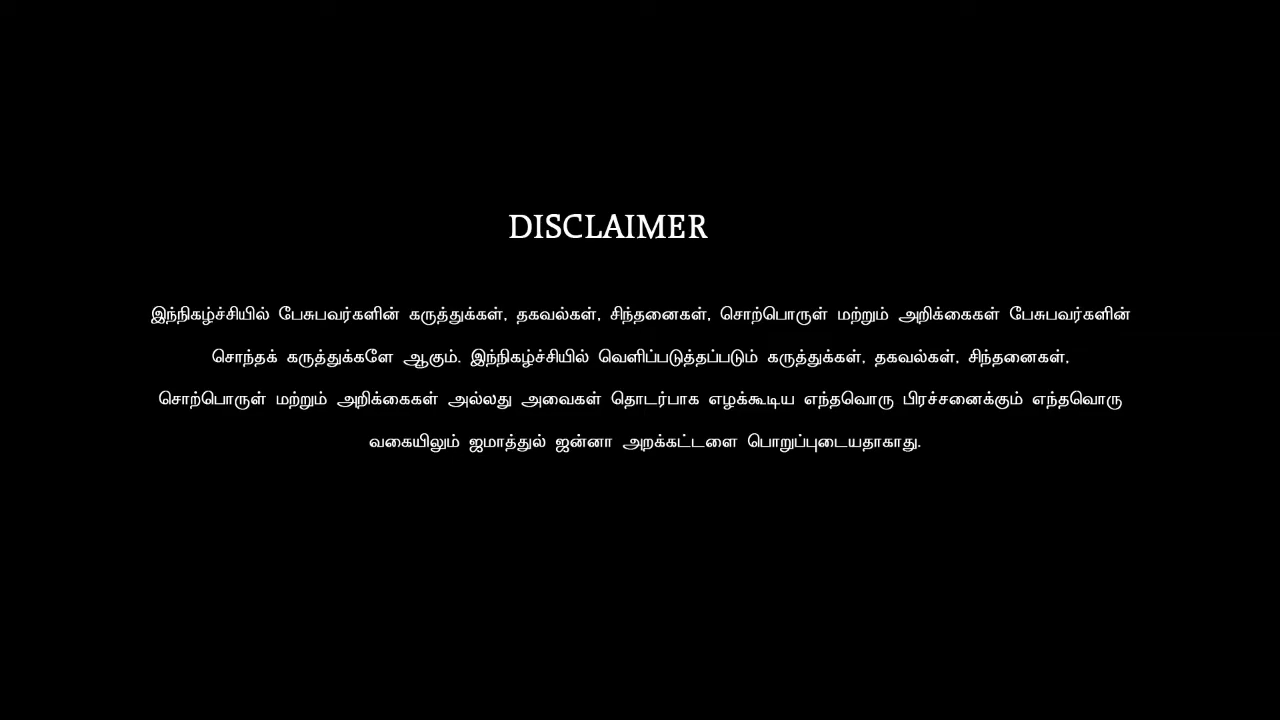 DISCLAIMER
இந்நிகழ்ச்சியில் பேசுபவர்களின் கருத்துக்கள், தகவல்கள், சிந்தனைகள், சொற்பொருள் மற்றும் அறிக்கைகள் பேசுபவர்களின்
சொந்தக் கருத்துக்களே ஆகும். இந்நிகழ்ச்சியில் வெளிப்படுத்தப்படும் கருத்துக்கள், தகவல்கள், சிந்தனைகள்,
சொற்பொருள் மற்றும் அறிக்கைகள் அல்லது அவைகள் தொடர்பாக எழக்கூடிய எந்தவொரு பிரச்சனைக்கும் எந்தவொரு
வகையிலும் ஜமாத்துல் ஜன்னா அறக்கட்டளை பொறுப்புடையதாகாது.